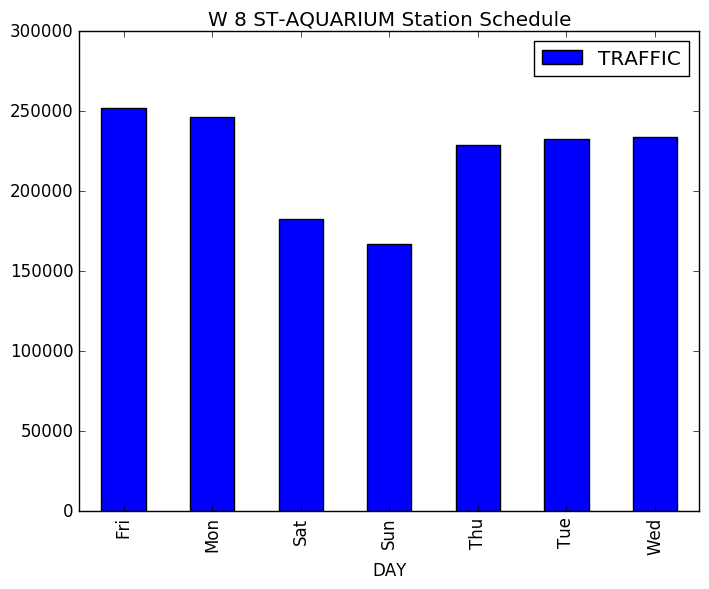 W 8 ST-AQUARIUM Station Schedule
TRAFFIC
300000
250000
200000
150000
100000
50000
0
Fri Mon Sat Sun Thu Tue Wed
DAY